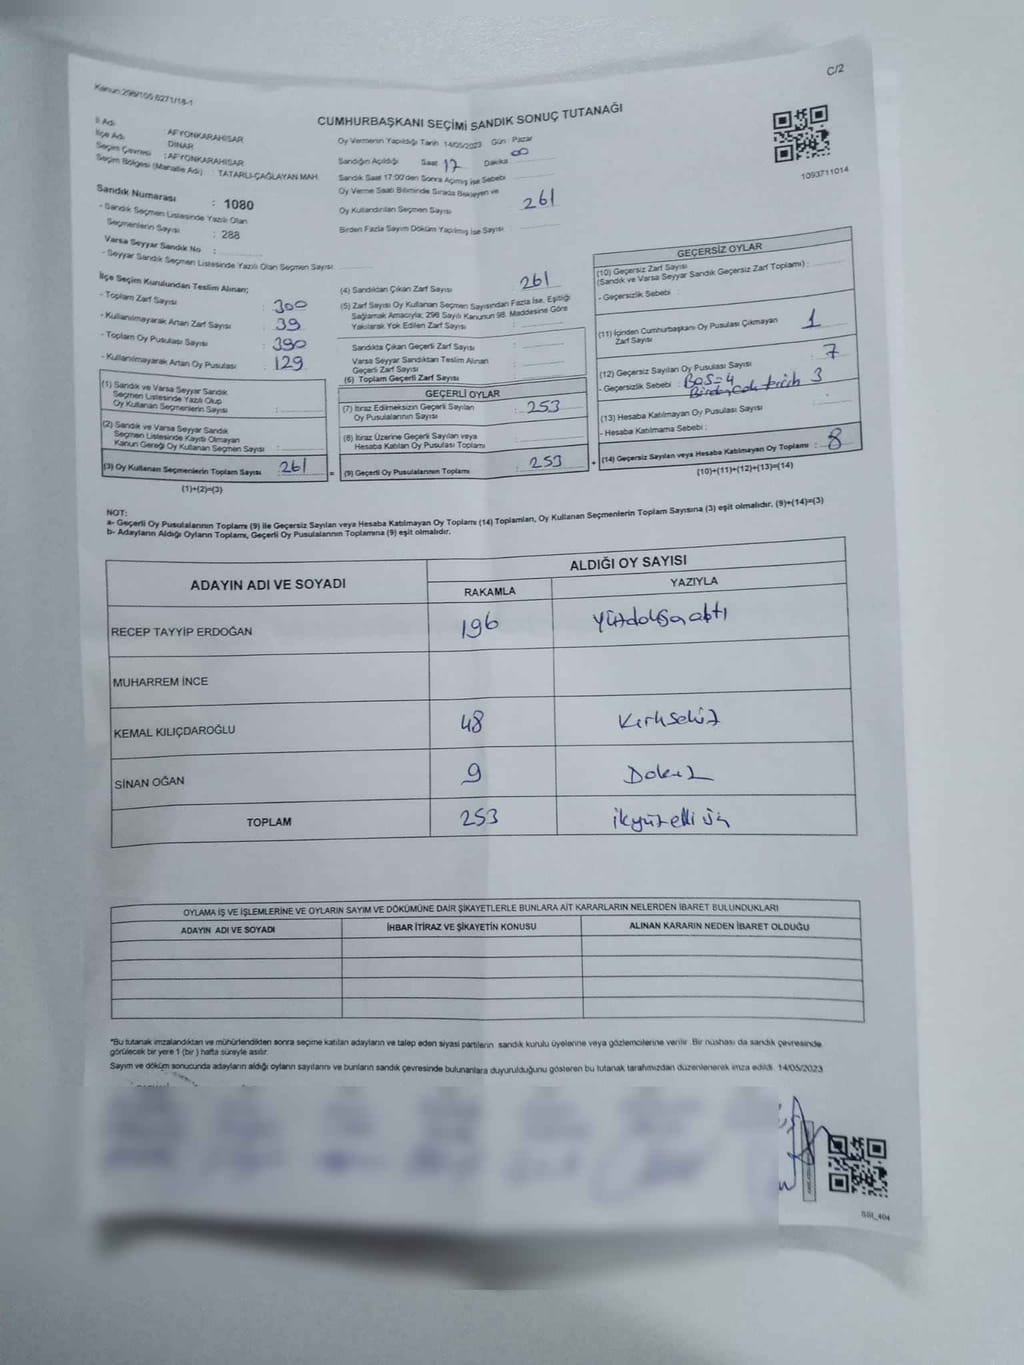 C/2
Kanun:298/105 6271/18-1
CUMHURBAŞKANI SEÇİMİ SANDIK SONUÇ TUTANAĞI
1093711014
İl Adı : AFYONKARAHİSAR
İlçe Adı : DİNAR
Seçim Çevresi : AFYONKARAHİSAR
Seçim Bölgesi (Mahalle Adı) : TATARLI-ÇAĞLAYAN MAH.
Sandık Numarası : 1080
- Sandık Seçmen Listesinde Yazılı Olan
Seçmenlerin Sayısı : 288
Varsa Seyyar Sandık No :
- Seyyar Sandık Seçmen Listesinde Yazılı Olan Seçmen Sayısı
Oy Vermenin Yapıldığı Tarih 14/05/2023 Gün : Pazar
Sandığın Açıldığı Saat 17 Dakika 00
Sandık Saat 17:00'den Sonra Açılmış ise Sebebi
Oy Verme Saati Bitiminde Sırada Bekleyen ve
Oy Kullandırılan Seçmen Sayısı 261
Birden Fazla Sayım Döküm Yapılmış İse Sayısı :
İlçe Seçim Kurulundan Teslim Alınan;
- Toplam Zarf Sayısı : 300
- Kullanılmayarak Artan Zarf Sayısı : 39
- Toplam Oy Pusulası Sayısı : 390
- Kullanılmayarak Artan Oy Pusulası : 129
(1) Sandık ve Varsa Seyyar Sandık
Seçmen Listesinde Yazılı Olup
Oy Kullanan Seçmenlerin Sayısı :
(2) Sandık ve Varsa Seyyar Sandık
Seçmen Listesinde Kayıtlı Olmayan
Kanun Gereği Oy Kullanan Seçmen Sayısı :
(3) Oy Kullanan Seçmenlerin Toplam Sayısı 261
(1)+(2)=(3)
(4) Sandıktan Çıkan Zarf Sayısı 261
(5) Zarf Sayısı Oy Kullanan Seçmen Sayısından Fazla İse, Eşitliği
Sağlamak Amacıyla; 298 Sayılı Kanunun 98. Maddesine Göre
Yakılarak Yok Edilen Zarf Sayısı :
Sandıkta Çıkan Geçerli Zarf Sayısı :
Varsa Seyyar Sandıktan Teslim Alınan
Geçerli Zarf Sayısı
(6) Toplam Geçerli Zarf Sayısı :
GEÇERLİ OYLAR
(7) İtiraz Edilmeksizin Geçerli Sayılan
Oy Pusulalarının Sayısı : 253
(8) İtiraz Üzerine Geçerli Sayılan veya
Hesaba Katılan Oy Pusulası Toplamı :
(9) Geçerli Oy Pusulalarının Toplamı : 253
GEÇERSİZ OYLAR
(10) Geçersiz Zarf Sayısı
(Sandık ve Varsa Seyyar Sandık Geçersiz Zarf Toplamı) :
- Geçersizlik Sebebi :
(11) İçinden Cumhurbaşkanı Oy Pusulası Çıkmayan
Zarf Sayısı : 1
(12) Geçersiz Sayılan Oy Pusulası Sayısı : 7
- Geçersizlik Sebebi : BOŞ=4
Birden çok tercih 3
(13) Hesaba Katılmayan Oy Pusulası Sayısı :
- Hesaba Katılmama Sebebi :
(14) Geçersiz Sayılan veya Hesaba Katılmayan Oy Toplamı : 8
(10)+(11)+(12)+(13)=(14)
NOT:
a- Geçerli Oy Pusulalarının Toplamı (9) ile Geçersiz Sayılan veya Hesaba Katılmayan Oy Toplamı (14) Toplamları, Oy Kullanan Seçmenlerin Toplam Sayısına (3) eşit olmalıdır. (9)+(14)=(3)
b- Adayların Aldığı Oyların Toplamı, Geçerli Oy Pusulalarının Toplamına (9) eşit olmalıdır.
ADAYIN ADI VE SOYADI
ALDIĞI OY SAYISI
RAKAMLA YAZIYLA
RECEP TAYYİP ERDOĞAN 196 Yüzdoksanaltı
MUHARREM İNCE
KEMAL KILIÇDAROĞLU 48 Kırksekiz
SİNAN OĞAN 9 Dokuz
TOPLAM 253 ikiyüzelli üç
OYLAMA İŞ VE İŞLEMLERİNE VE OYLARIN SAYIM VE DÖKÜMÜNE DAİR ŞİKAYETLERLE BUNLARA AİT KARARLARIN NELERDEN İBARET BULUNDUKLARI
ADAYIN ADI VE SOYADI İHBAR İTİRAZ VE ŞİKAYETİN KONUSU ALINAN KARARIN NEDEN İBARET OLDUĞU
*Bu tutanak imzalandıktan ve mühürlendikten sonra seçime katılan adayların ve talep eden siyasi partilerin sandık kurulu üyelerine veya gözlemcilerine verilir. Bir nüshası da sandık çevresinde
görülecek bir yere 1 (bir ) hafta süreyle asılır.
Sayım ve döküm sonucunda adayların aldığı oyların sayılarını ve bunların sandık çevresinde bulunanlara duyurulduğunu gösteren bu tutanak tarafımızdan düzenlenerek imza edildi. 14/05/2023